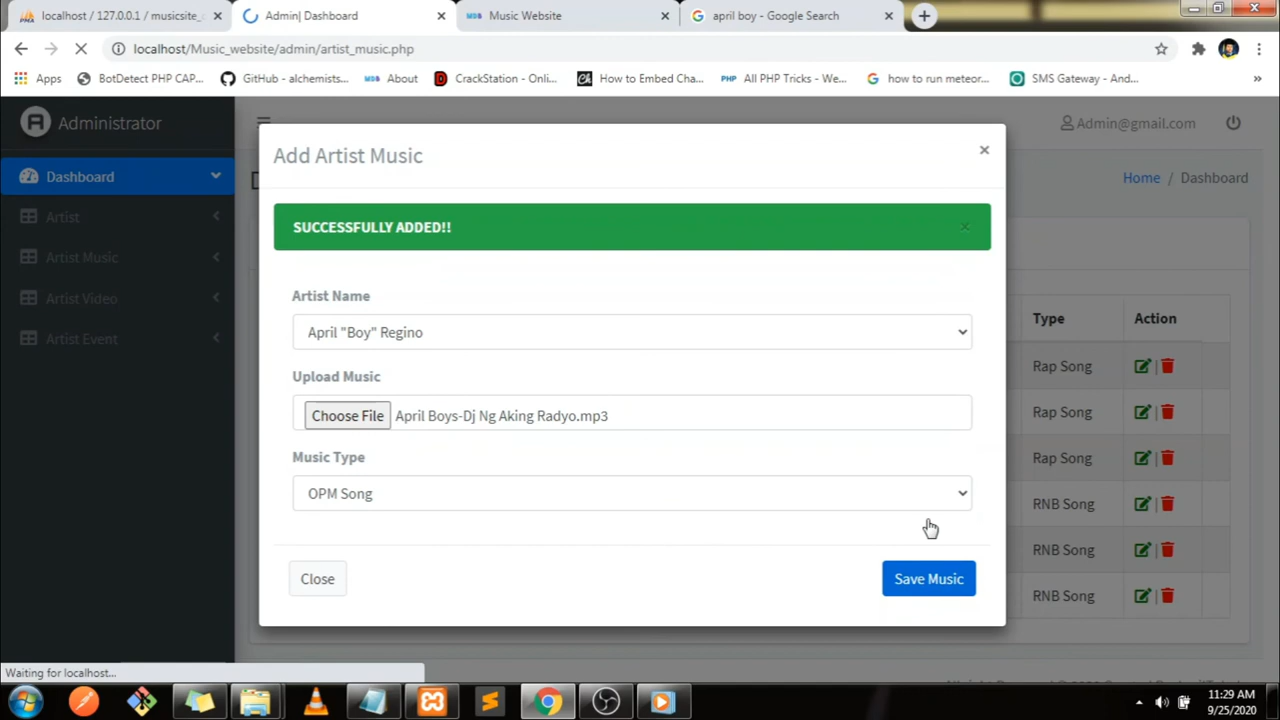 localhost / 127.0.0.1 / musicsite_
Admin| Dashboard
Music Website
april boy - Google Search
localhost/Music_website/admin/artist_music.php
Apps
BotDetect PHP CAP...
GitHub - alchemists...
About
CrackStation - Onli...
How to Embed Cha...
PHP All PHP Tricks - We...
how to run meteor...
SMS Gateway - And...
Administrator
Admin@gmail.com
Add Artist Music
Dashboard
Home / Dashboard
Artist
SUCCESSFULLY ADDED!!
Artist Music
Artist Video
Artist Event
Artist Name
April "Boy" Regino
Upload Music
Choose File April Boys-Dj Ng Aking Radyo.mp3
Music Type
OPM Song
Close
Save Music
Type Action
Rap Song
Rap Song
Rap Song
RNB Song
RNB Song
RNB Song
Waiting for localhost...
11:29 AM
9/25/2020